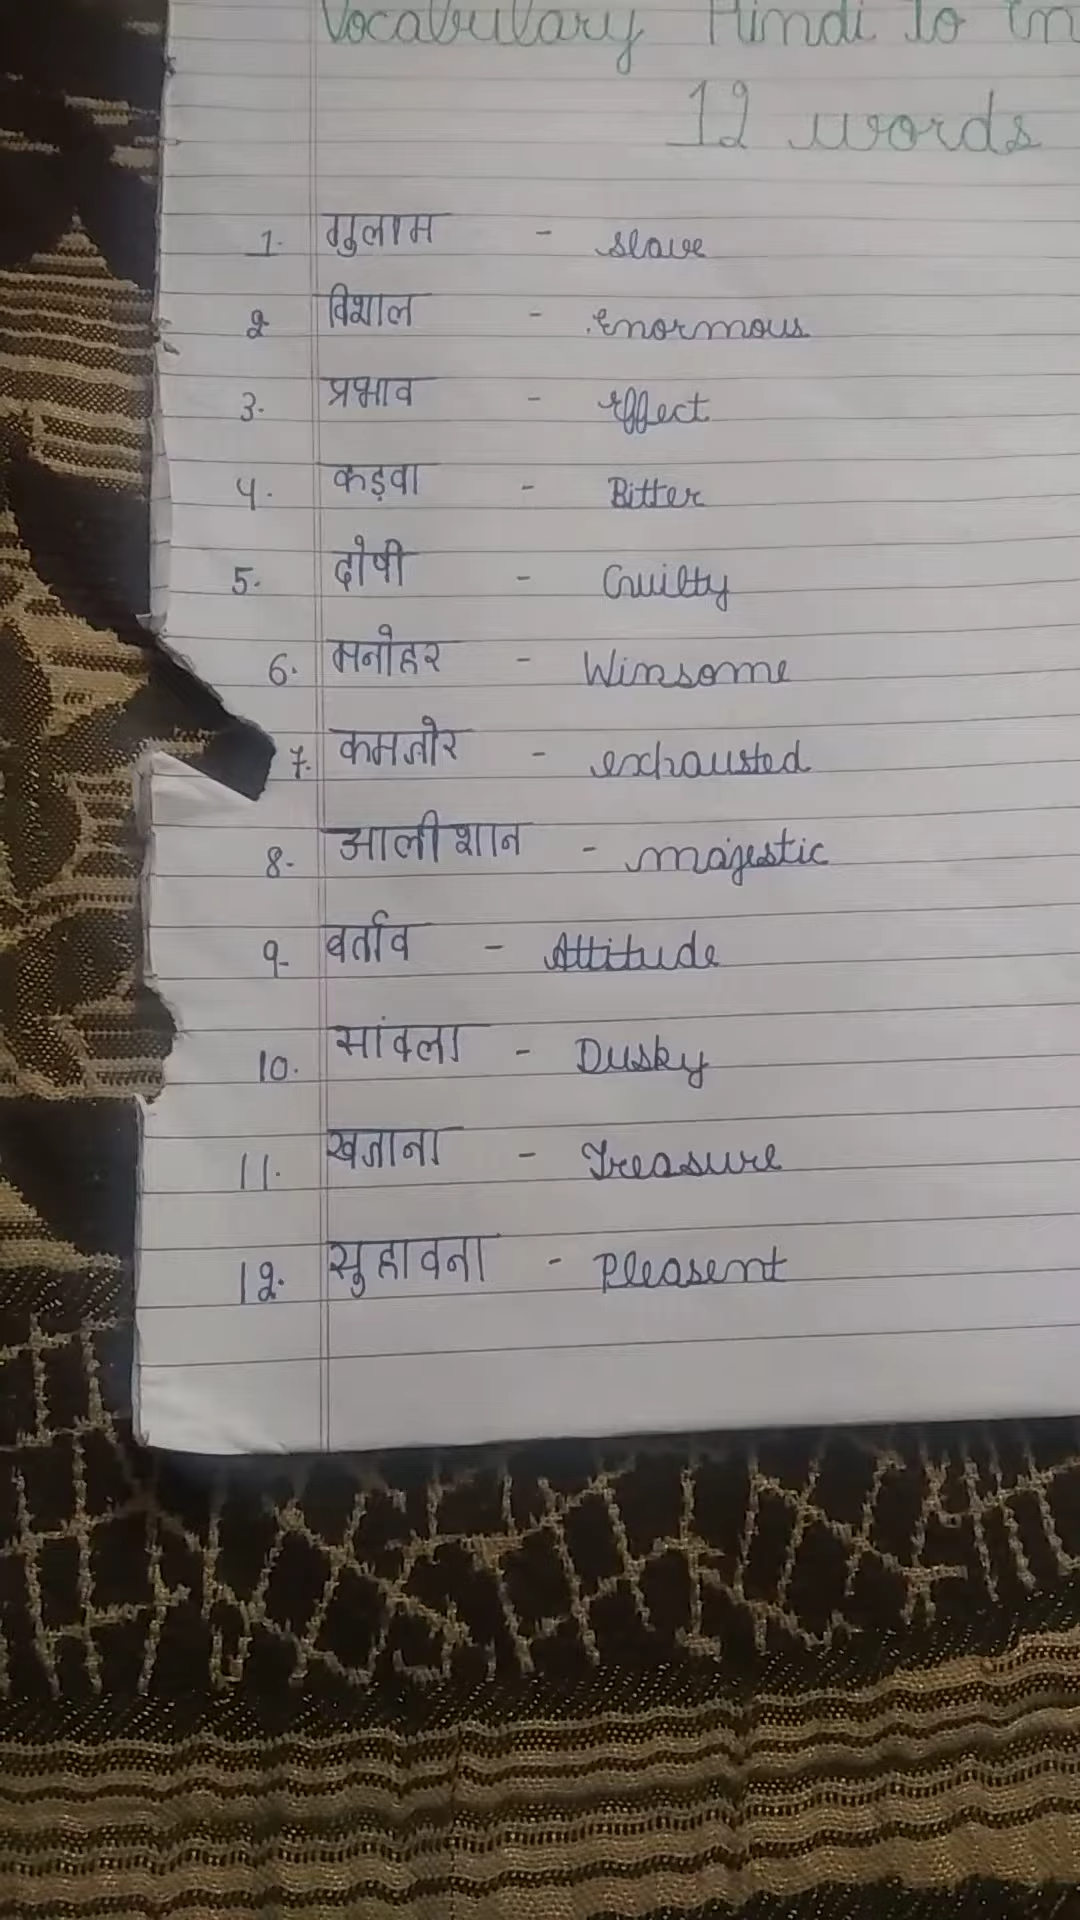 Vocabulary Hindi to
12 words
1. गुलाम - slave
2 विशाल - enormous
3. प्रभाव - Effect
4. कड़वा - Bitter
5. दोषी - Guilty
6. मनोहर - Winsome
7. कमजोर - exhausted
8. आलीशान - majestic
9. बर्ताव - Attitude
10. सांवला - Dusky
11. खजाना - Treasure
12. सुहावना - Pleasent